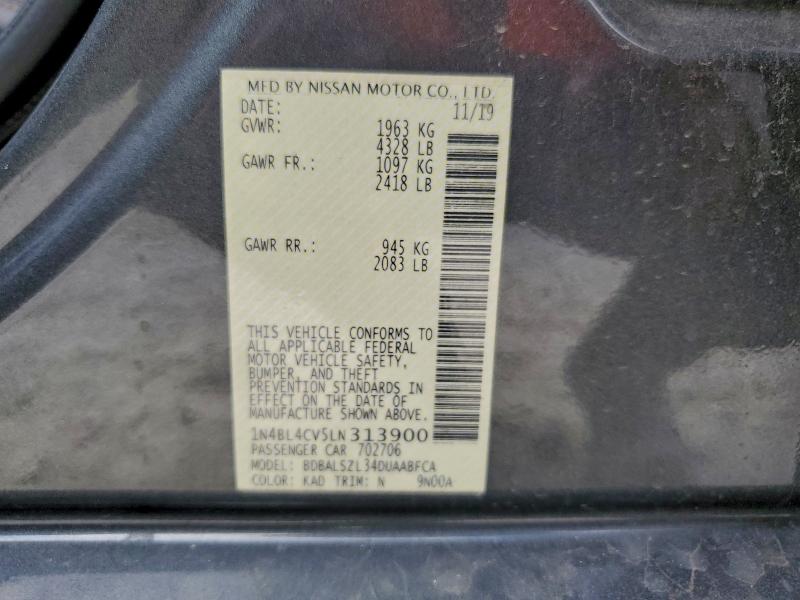 MFD BY NISSAN MOTOR CO., LTD.
DATE: 11/19
GVWR: 1963 KG
4328 LB
GAWR FR.: 1097 KG
2418 LB
GAWR RR.: 945 KG
2083 LB
THIS VEHICLE CONFORMS TO
ALL APPLICABLE FEDERAL
MOTOR VEHICLE SAFETY,
BUMPER, AND THEFT
PREVENTION STANDARDS IN
EFFECT ON THE DATE OF
MANUFACTURE SHOWN ABOVE.
1N4BL4CV5LN313900
PASSENGER CAR 702706
MODEL: BDBALSZL34DUAABFCA
COLOR: KAD TRIM: N 9N00A